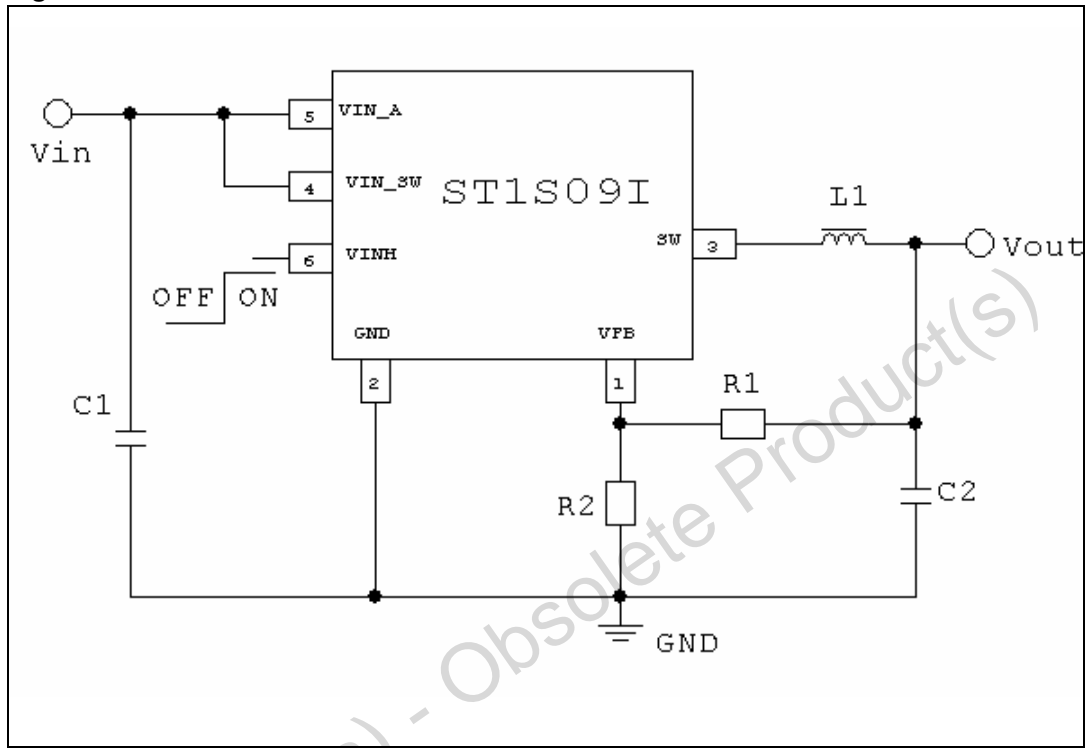 5
VIN_A
Vin
4
VIN_SW
ST1S09I
L1
SW
3
Vout
6
VINH
OFF
ON
GND
VFB
2
1
R1
C1
R2
C2
GND
) - Obsolete Product(s)